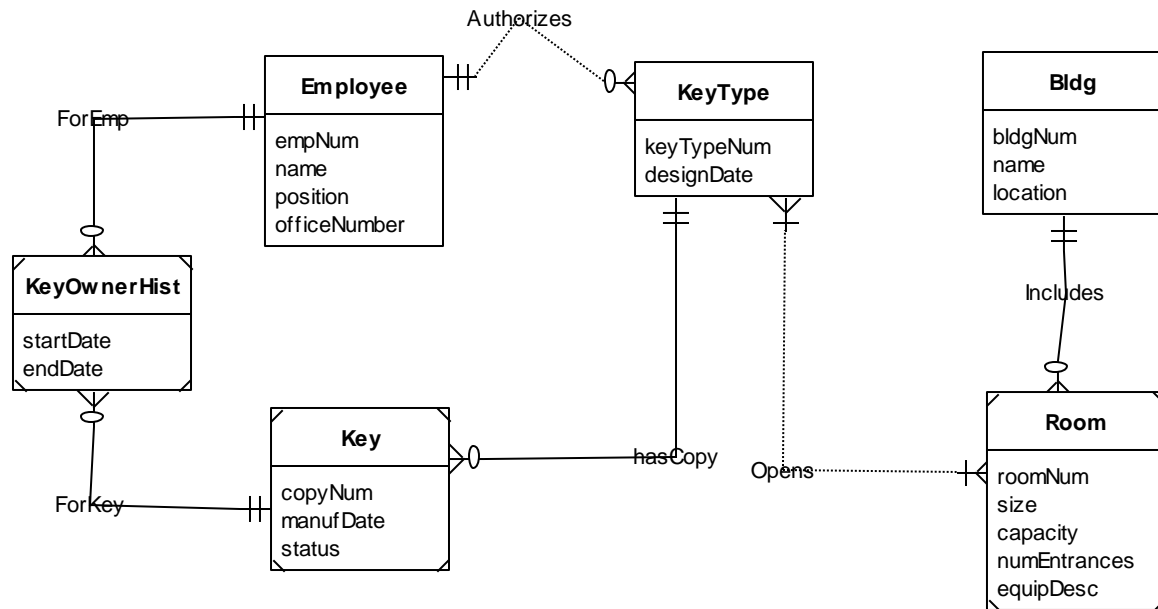 Authorizes
Employee
empNum
name
position
officeNumber
KeyType
keyTypeNum
designDate
Bldg
bldgNum
name
location
ForEmp
KeyOwnerHist
startDate
endDate
Includes
Key
copyNum
manufDate
status
hasCopy
Opens
Room
roomNum
size
capacity
numEntrances
equipDesc
ForKey